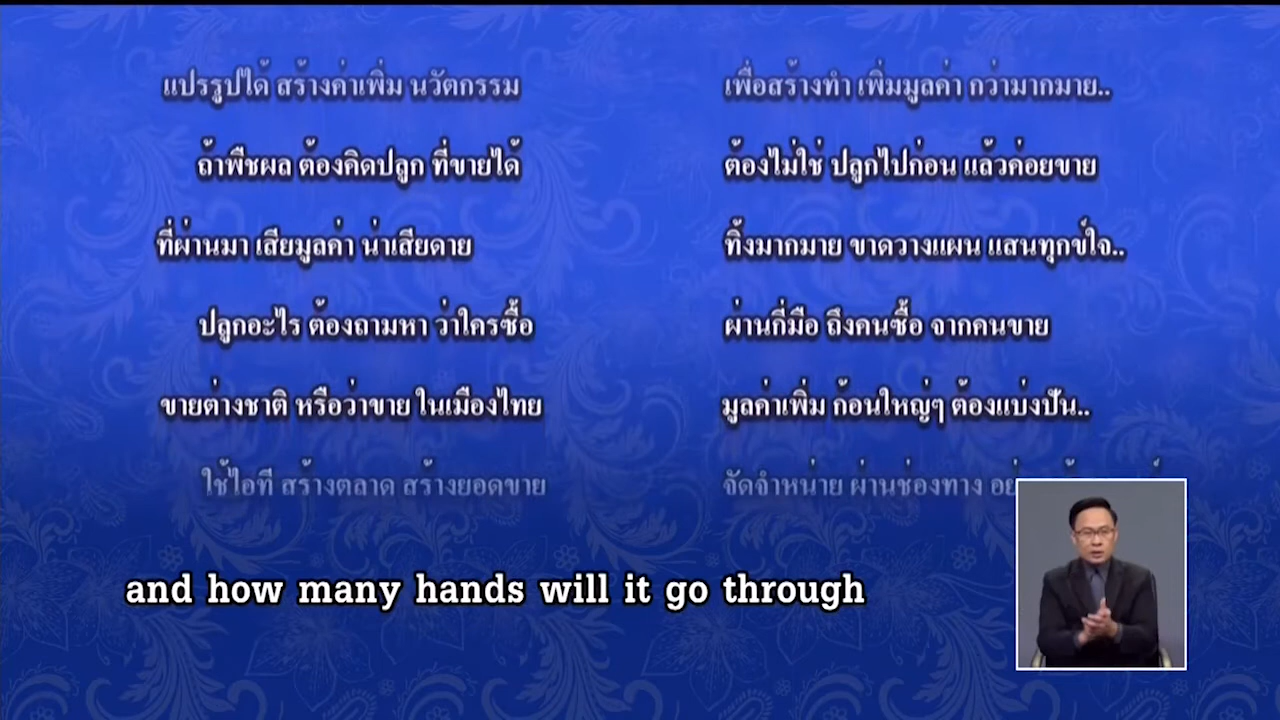 แปรรูปได้ สร้างค่าเพิ่ม นวัตกรรม เพื่อสร้างทำ เพิ่มมูลค่า กว่ามากมาย..
ถ้าพืชผล ต้องคิดปลูก ที่ขายได้ ต้องไม่ใช่ ปลูกไปก่อน แล้วค่อยขาย
ที่ผ่านมา เสียมูลค่า น่าเสียดาย ทิ้งมากมาย ขาดวางแผน แสนทุกข์ใจ..
ปลูกอะไร ต้องถามหา ว่าใครซื้อ ผ่านกี่มือ ถึงคนซื้อ จากคนขาย
ขายต่างชาติ หรือว่าขาย ในเมืองไทย มูลค่าเพิ่ม ก้อนใหญ่ๆ ต้องแบ่งปัน..
ใช้ไอที สร้างตลาด สร้างยอดขาย จัดจำหน่าย ผ่านช่องทาง
and how many hands will it go through